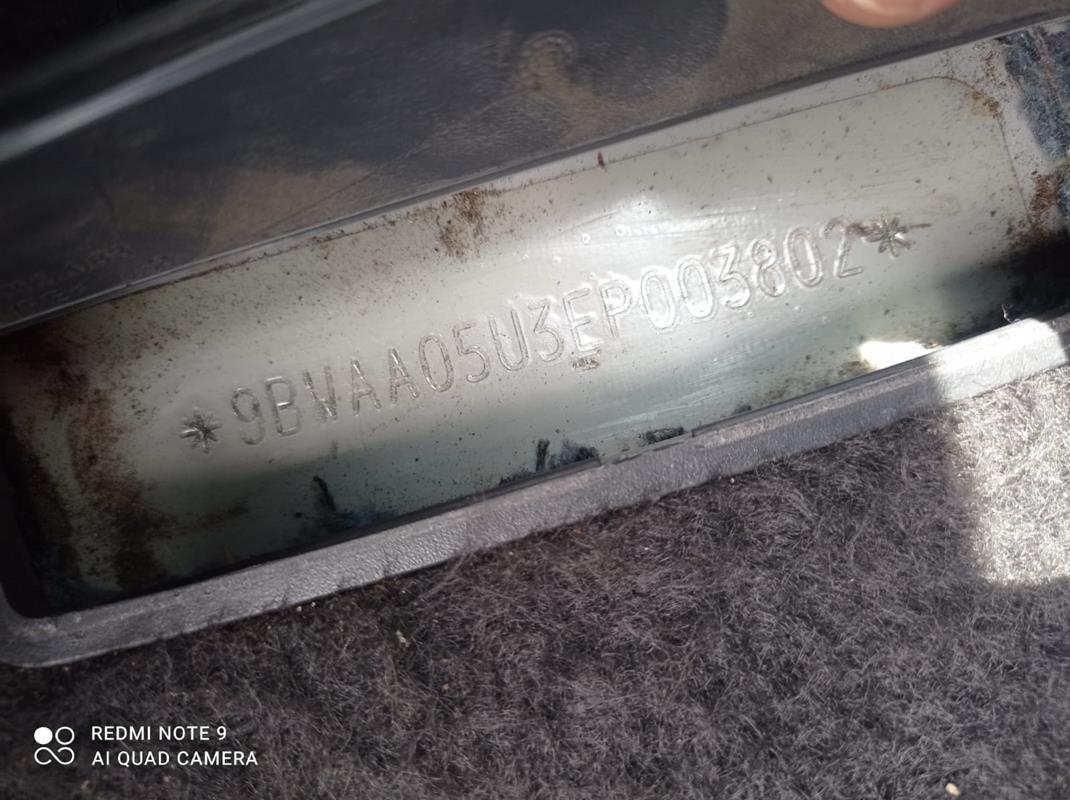 *9BWAA05U3EP003802*
REDMI NOTE 9
AI QUAD CAMERA